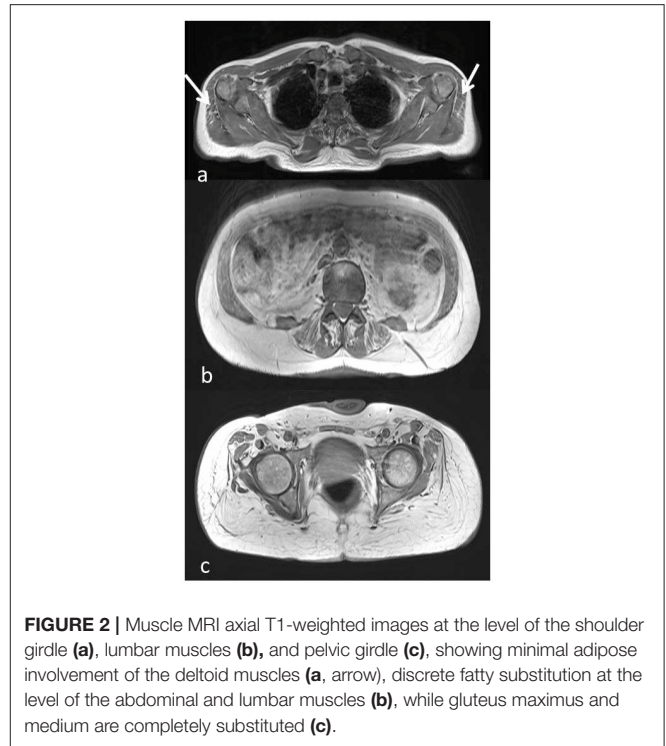 a
b
c
FIGURE 2 | Muscle MRI axial T1-weighted images at the level of the shoulder
girdle (a), lumbar muscles (b), and pelvic girdle (c), showing minimal adipose
involvement of the deltoid muscles (a, arrow), discrete fatty substitution at the
level of the abdominal and lumbar muscles (b), while gluteus maximus and
medium are completely substituted (c).